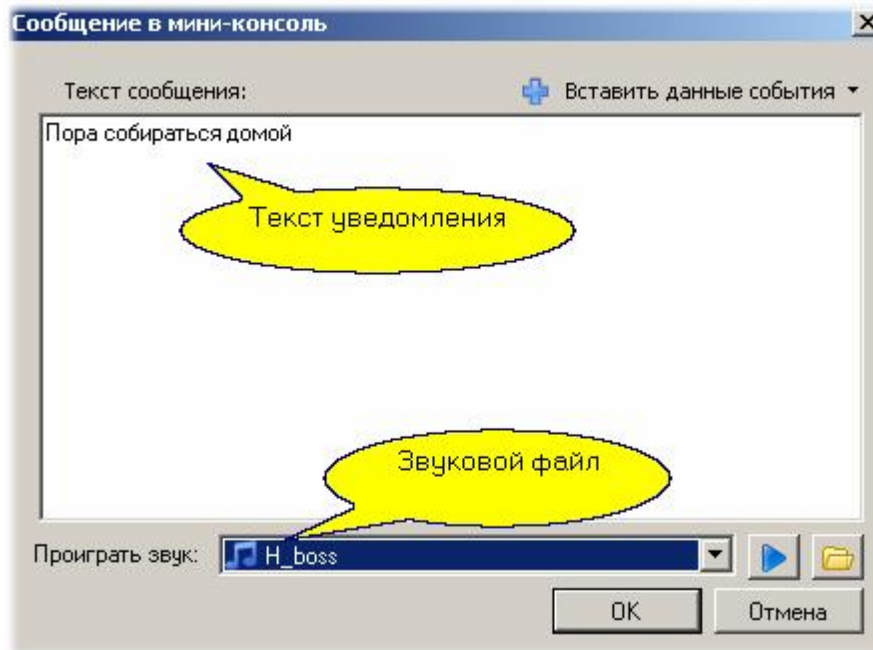 Сообщение в мини-консоль
Текст сообщения:
Вставить данные события
Пора собираться домой
Текст уведомления
Звуковой файл
Проиграть звук:
H_boss
OK
Отмена